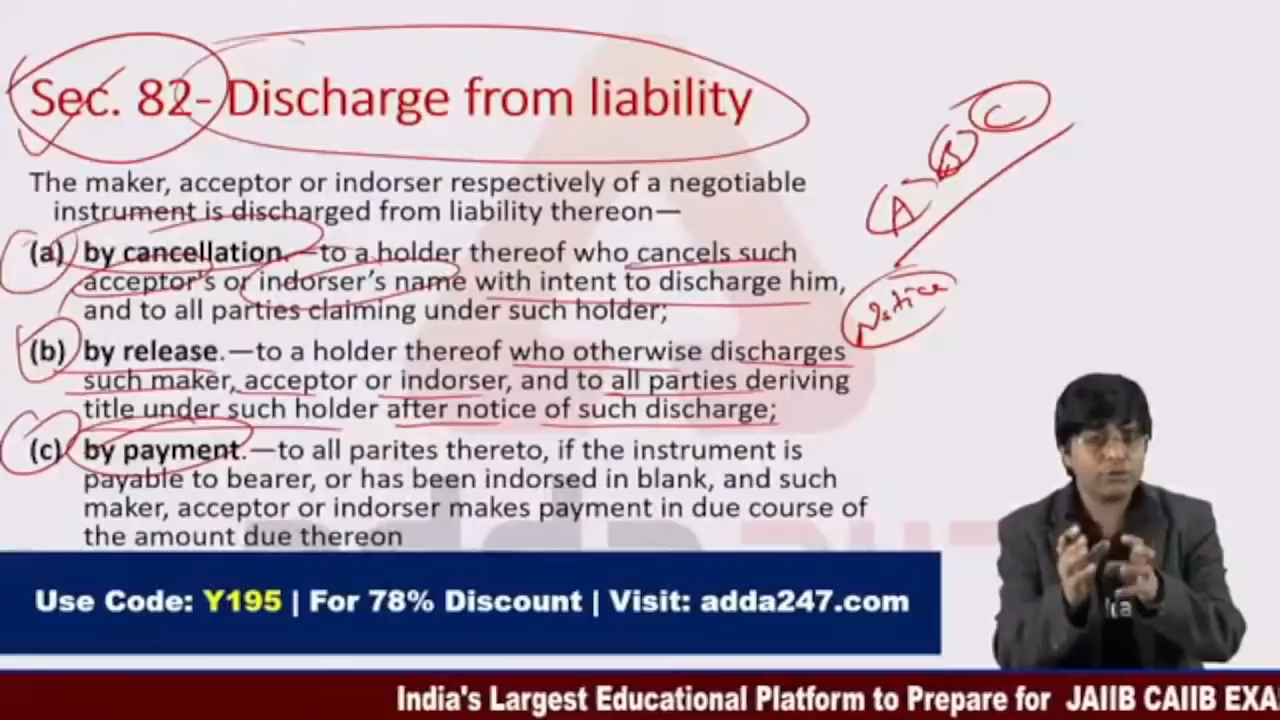 Sec. 82- Discharge from liability
The maker, acceptor or indorser respectively of a negotiable
instrument is discharged from liability thereon—
(a) by cancellation.—to a holder thereof who cancels such
acceptor's or indorser's name with intent to discharge him,
and to all parties claiming under such holder;
(b) by release.—to a holder thereof who otherwise discharges
such maker, acceptor or indorser, and to all parties deriving
title under such holder after notice of such discharge;
(c) by payment.—to all parites thereto, if the instrument is
payable to bearer, or has been indorsed in blank, and such
maker, acceptor or indorser makes payment in due course of
the amount due thereon
A B C
Notice
Use Code: Y195 | For 78% Discount | Visit: adda247.com
India's Largest Educational Platform to Prepare for JAIIB CAIIB EXA